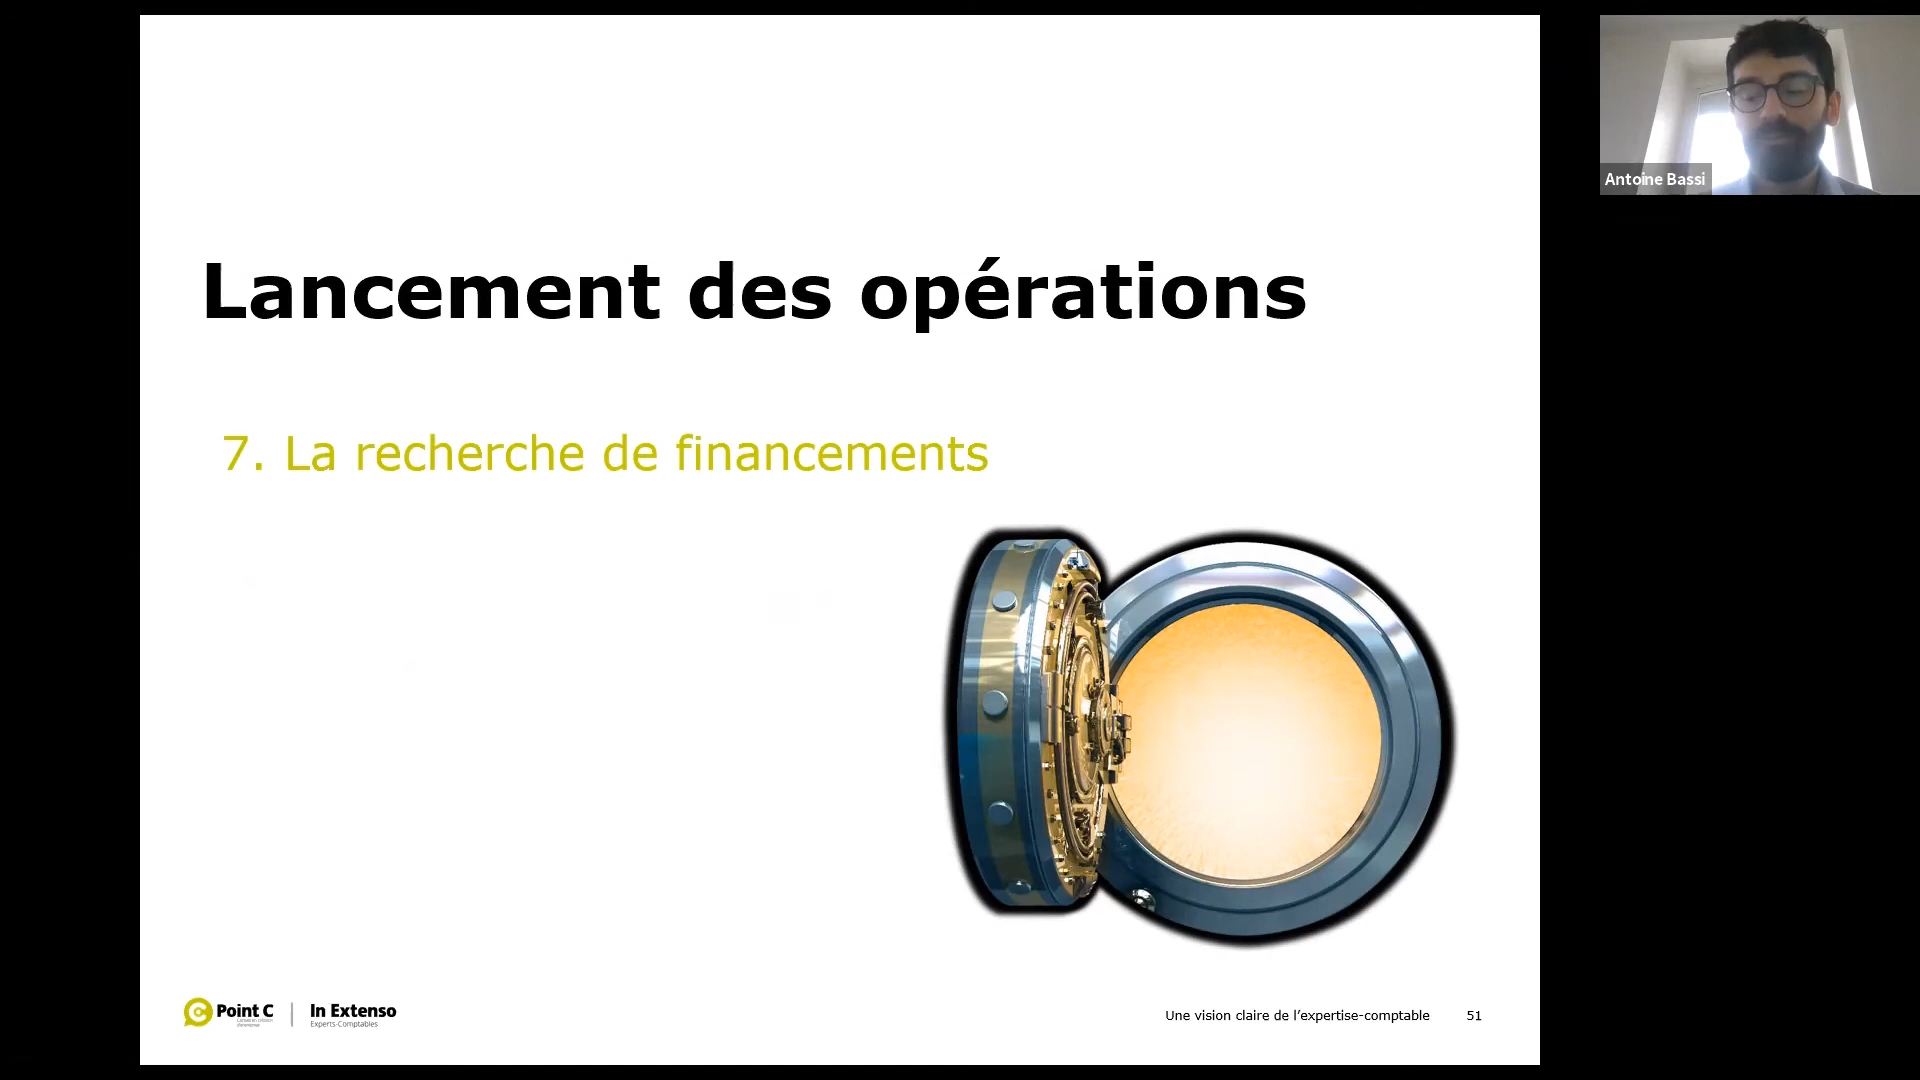 Antoine Bassi
Lancement des opérations
7. La recherche de financements
Point C
In Extenso
Experts-Comptables
Une vision claire de l'expertise-comptable
51